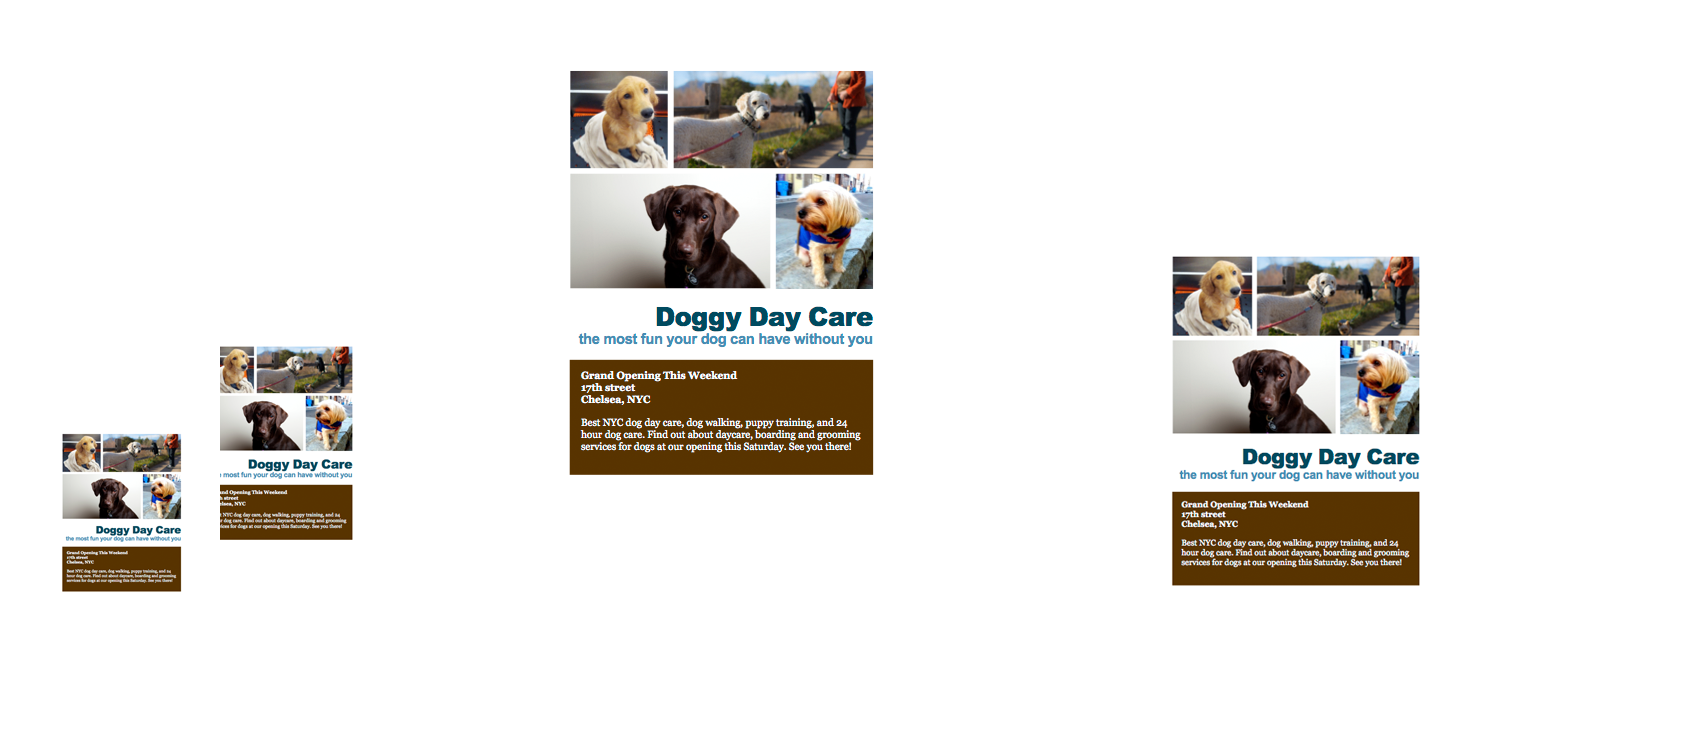 Doggy Day Care
the most fun your dog can have without you
Grand Opening This Weekend
17th street
Chelsea, NYC
Best NYC dog day care, dog walking, puppy training, and 24
hour dog care. Find out about daycare, boarding and grooming
services for dogs at our opening this Saturday. See you there!
Doggy Day Care
most fun your dog can have without you
and Opening This Weekend
h street
elsea, NYC
t NYC dog day care, dog walking, puppy training, and 24
r dog care. Find out about daycare, boarding and grooming
vices for dogs at our opening this Saturday. See you there!
Doggy Day Care
the most fun your dog can have without you
Grand Opening This Weekend
17th street
Chelsea, NYC
Best NYC dog day care, dog walking, puppy training, and 24
hour dog care. Find out about daycare, boarding and grooming
services for dogs at our opening this Saturday. See you there!
Doggy Day Care
the most fun your dog can have without you
Grand Opening This Weekend
17th street
Chelsea, NYC
Best NYC dog day care, dog walking, puppy training, and 24
hour dog care. Find out about daycare, boarding and grooming
services for dogs at our opening this Saturday. See you there!